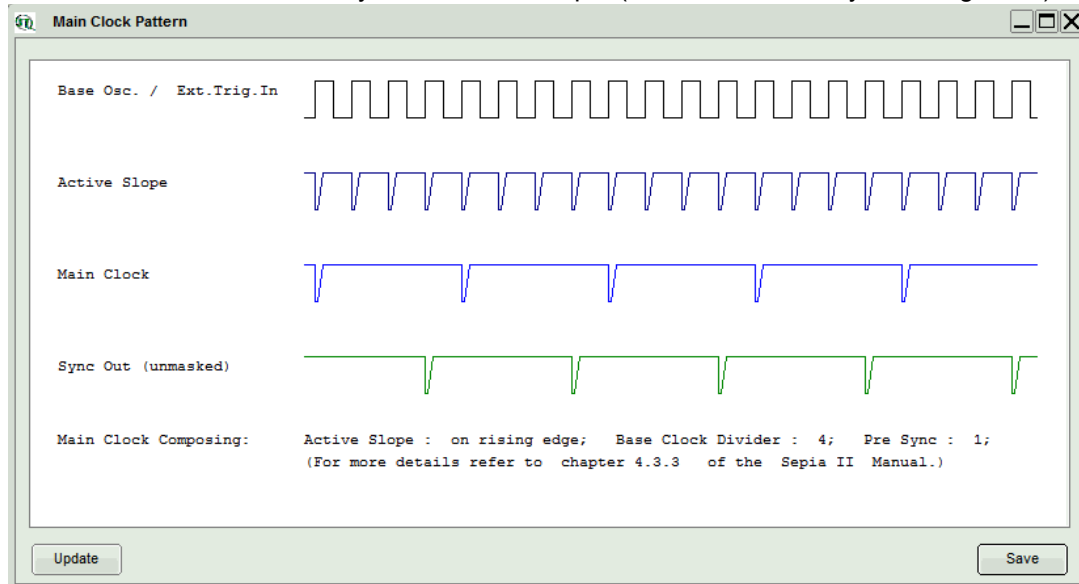 Main Clock Pattern
Base Osc. / Ext.Trig.In
Active Slope
Main Clock
Sync Out (unmasked)
Main Clock Composing: Active Slope : on rising edge; Base Clock Divider : 4; Pre Sync : 1;
(For more details refer to chapter 4.3.3 of the Sepia II Manual.)
Update
Save